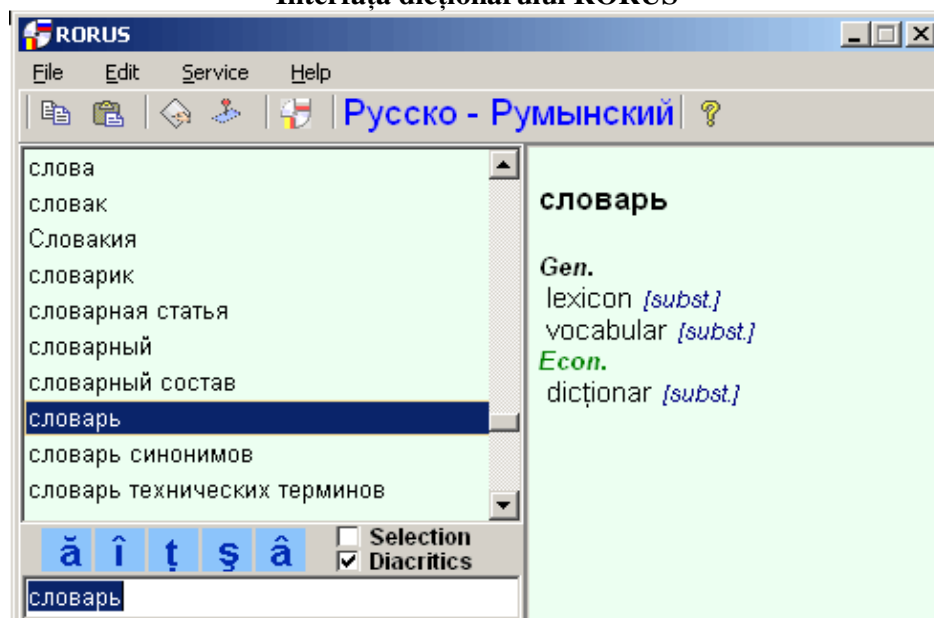 Interfața dicționarului RORUS
RORUS
File Edit Service Help
Русско - Румынский
слова
словак
Словакия
словарик
словарная статья
словарный
словарный состав
словарь
словарь синонимов
словарь технических терминов
ă î ț ş â
Selection
Diacritics
словарь
словарь
Gen.
lexicon [subst.]
vocabular [subst.]
Econ.
dicționar [subst.]